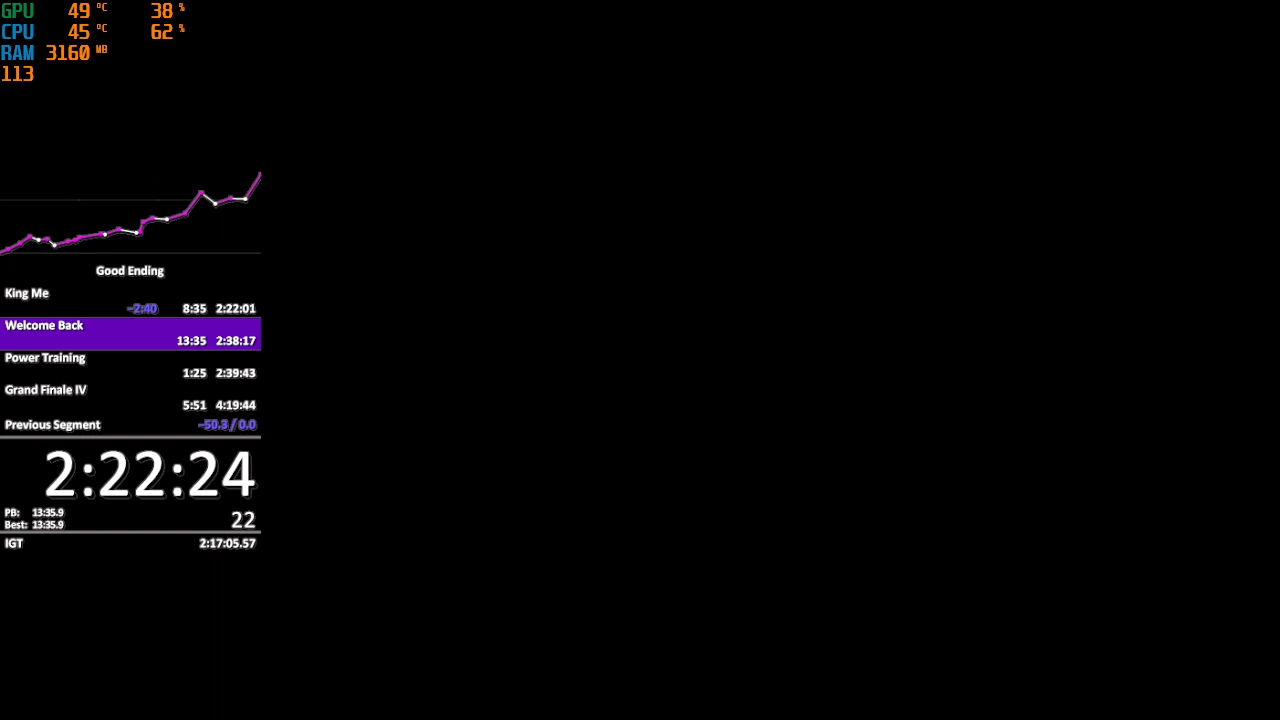 GPU 49 °C 38 %
CPU 45 °C 62 %
RAM 3160 MB
113
Good Ending
King Me
-2:40 8:35 2:22:01
Welcome Back
13:35 2:38:17
Power Training
1:25 2:39:43
Grand Finale IV
5:51 4:19:44
Previous Segment -50.3 / 0.0
2:22:24
PB: 13:35.9
Best: 13:35.9 22
IGT 2:17:05.57